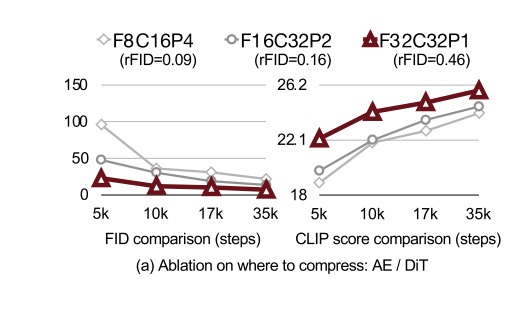 F8C16P4 F16C32P2 F32C32P1
(rFID=0.09) (rFID=0.16) (rFID=0.46)
150 26.2
100
50 22.1
0 18
5k 10k 17k 35k 5k 10k 17k 35k
FID comparison (steps) CLIP score comparison (steps)
(a) Ablation on where to compress: AE / DiT